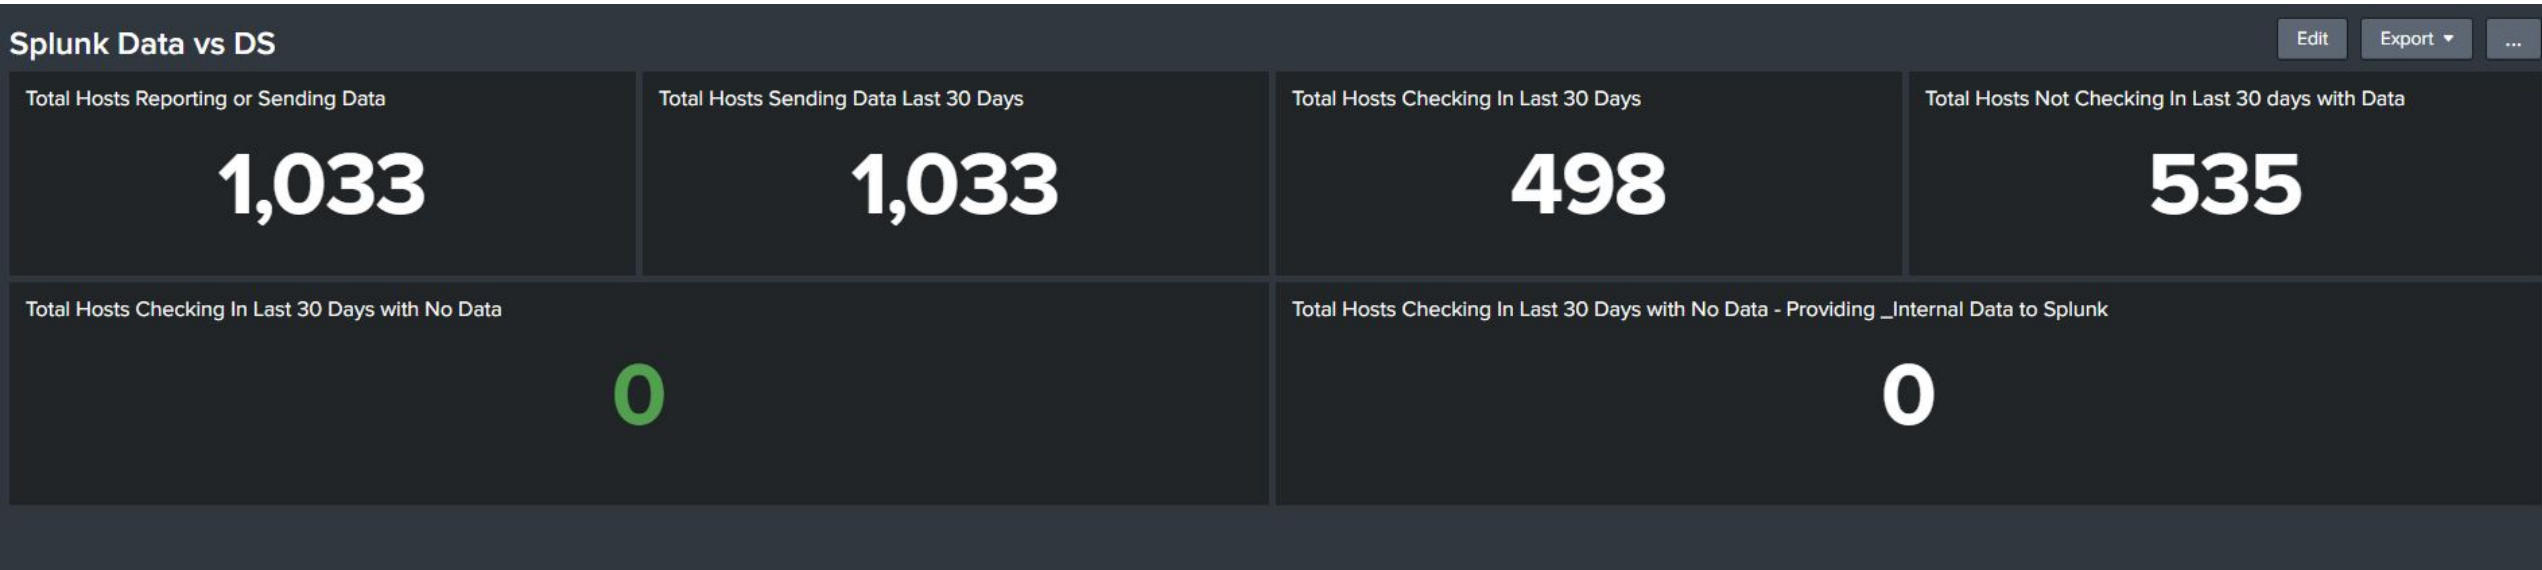 Splunk Data vs DS
Edit
Export
...
Total Hosts Reporting or Sending Data
1,033
Total Hosts Sending Data Last 30 Days
1,033
Total Hosts Checking In Last 30 Days
498
Total Hosts Not Checking In Last 30 days with Data
535
Total Hosts Checking In Last 30 Days with No Data
0
Total Hosts Checking In Last 30 Days with No Data - Providing _Internal Data to Splunk
0